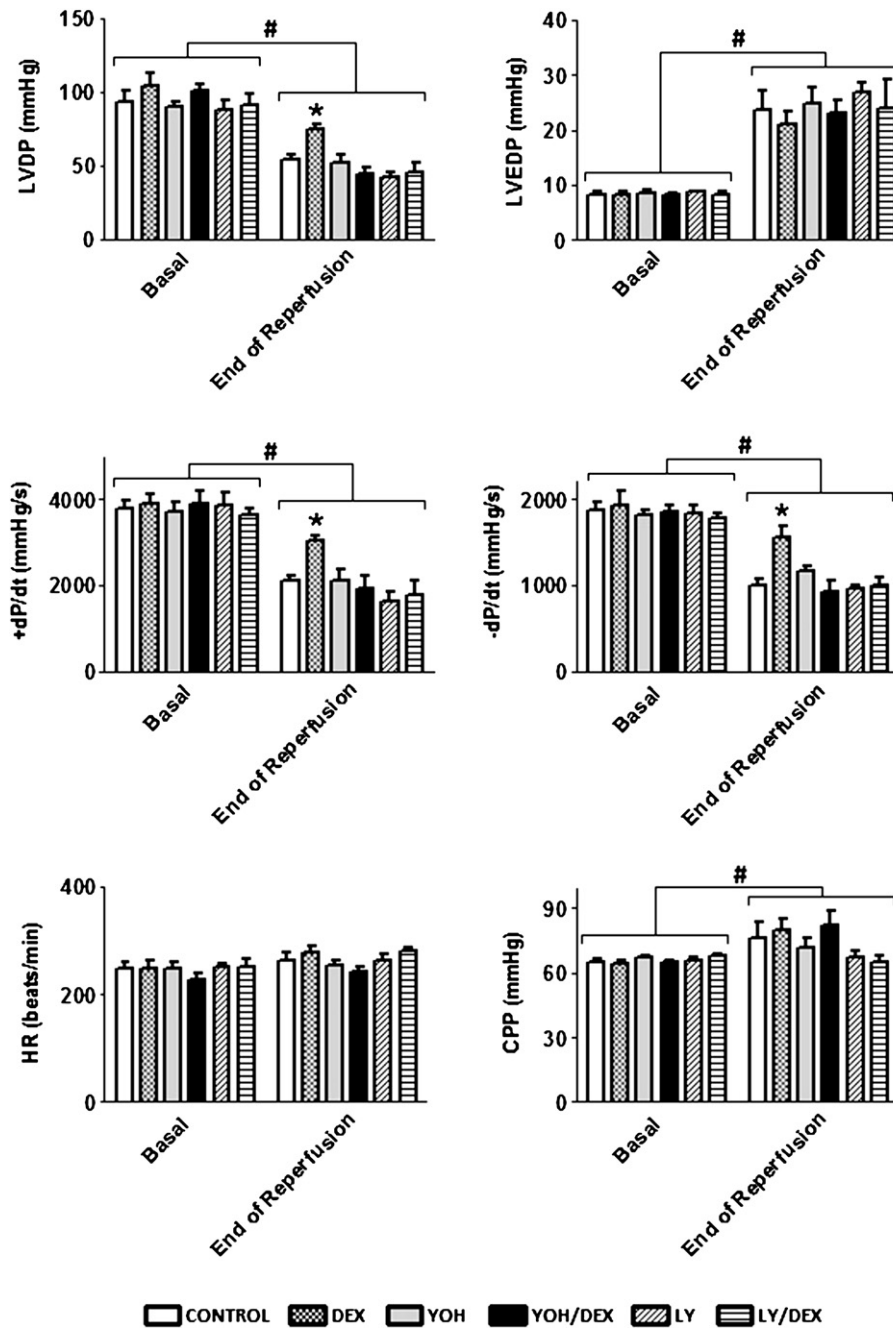 LVDP (mmHg)
150
100
50
0
#
*
Basal
End of Reperfusion
LVEDP (mmHg)
40
30
20
10
0
#
Basal
End of Reperfusion
+dP/dt (mmHg/s)
4000
2000
0
#
*
Basal
End of Reperfusion
-dP/dt (mmHg/s)
2000
1000
0
#
*
Basal
End of Reperfusion
HR (beats/min)
400
200
0
Basal
End of Reperfusion
CPP (mmHg)
90
60
30
0
#
Basal
End of Reperfusion
CONTROL DEX YOH YOH/DEX LY LY/DEX